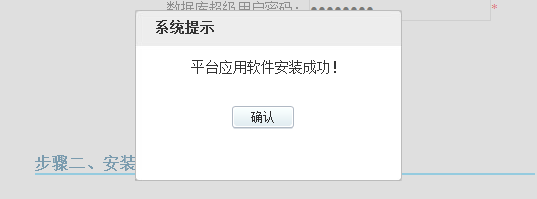 数据库超级用户密码： ●●●●●●●● *
系统提示
平台应用软件安装成功！
确认
步骤二、安装